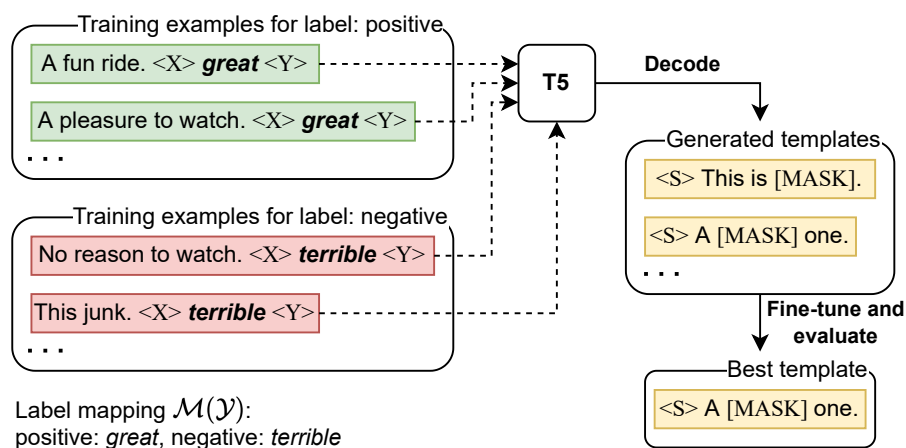 Training examples for label: positive
A fun ride. <X> great <Y>
A pleasure to watch. <X> great <Y>
. . .
Training examples for label: negative
No reason to watch. <X> terrible <Y>
This junk. <X> terrible <Y>
. . .
Label mapping M(Y):
positive: great, negative: terrible
T5
Decode
Generated templates
<S> This is [MASK].
<S> A [MASK] one.
. . .
Fine-tune and
evaluate
Best template
<S> A [MASK] one.